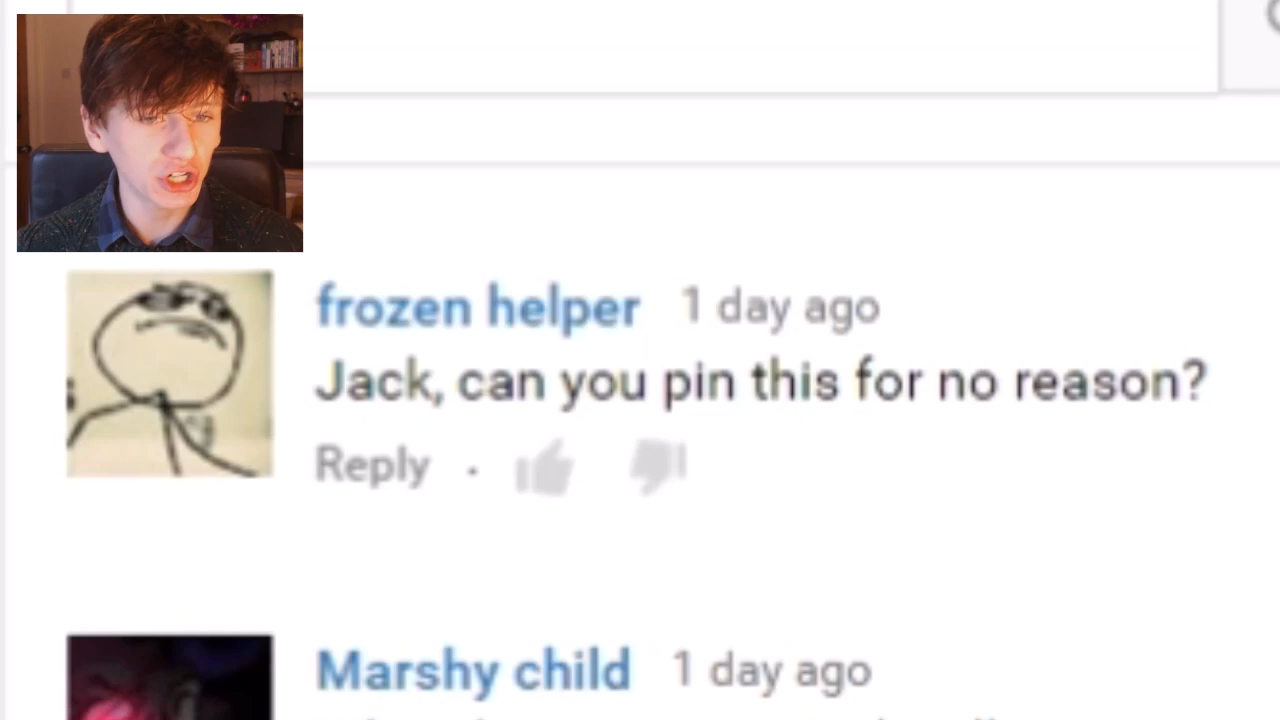 frozen helper 1 day ago
Jack, can you pin this for no reason?
Reply ·
Marshy child 1 day ago